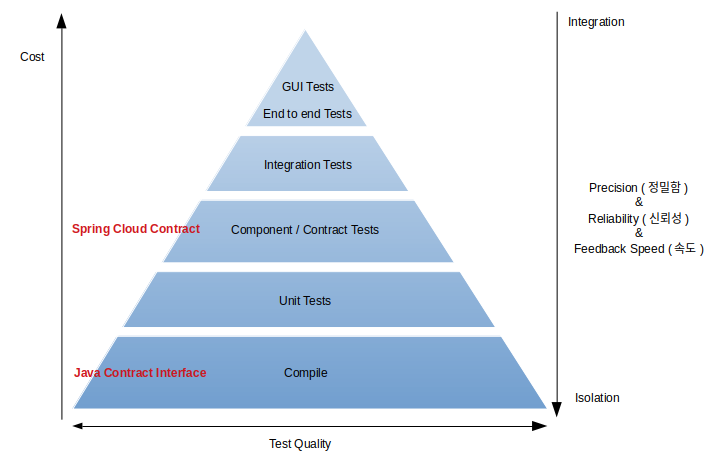 Integration
Cost
GUI Tests
End to end Tests
Integration Tests
Precision ( 정밀함 )
&
Reliability ( 신뢰성 )
&
Feedback Speed ( 속도 )
Spring Cloud Contract
Component / Contract Tests
Unit Tests
Java Contract Interface
Compile
Isolation
Test Quality